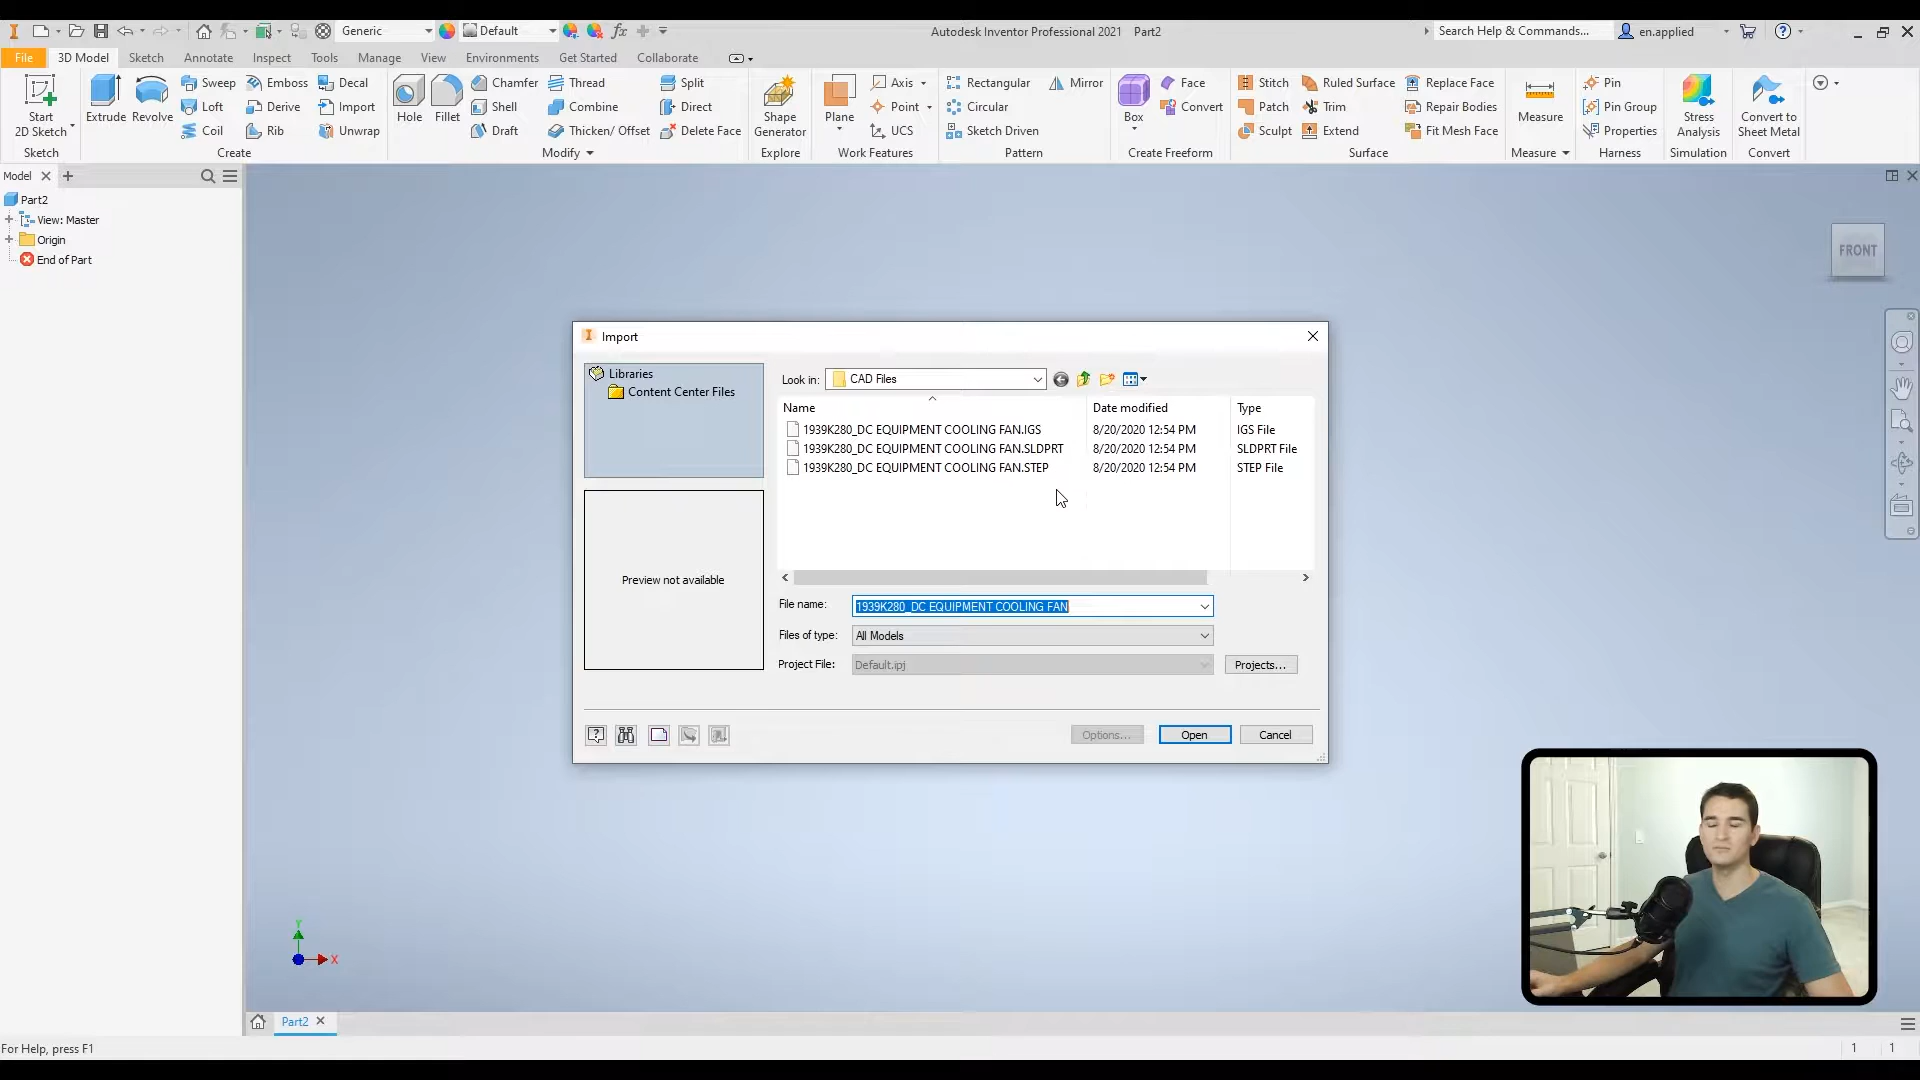 Generic
Default
Autodesk Inventor Professional 2021 Part2
Search Help & Commands...
en.applied
File 3D Model Sketch Annotate Inspect Tools Manage View Environments Get Started Collaborate
Start
2D Sketch
Extrude
Revolve
Sweep
Emboss
Decal
Loft
Derive
Import
Coil
Rib
Unwrap
Hole
Fillet
Chamfer
Thread
Split
Shell
Combine
Direct
Draft
Thicken/ Offset
Delete Face
Shape
Generator
Plane
Axis
Point
UCS
Rectangular
Mirror
Circular
Sketch Driven
Box
Face
Convert
Stitch
Ruled Surface
Replace Face
Patch
Trim
Repair Bodies
Sculpt
Extend
Fit Mesh Face
Measure
Pin
Pin Group
Properties
Stress
Analysis
Convert to
Sheet Metal
Sketch
Create
Modify
Explore
Work Features
Pattern
Create Freeform
Surface
Measure
Harness
Simulation
Convert
Model
Part2
View: Master
Origin
End of Part
FRONT
Import
Libraries
Content Center Files
Preview not available
Look in: CAD Files
Name Date modified Type
1939K280_DC EQUIPMENT COOLING FAN.IGS 8/20/2020 12:54 PM IGS File
1939K280_DC EQUIPMENT COOLING FAN.SLDPRT 8/20/2020 12:54 PM SLDPRT File
1939K280_DC EQUIPMENT COOLING FAN.STEP 8/20/2020 12:54 PM STEP File
File name: 1939K280_DC EQUIPMENT COOLING FAN
Files of type: All Models
Project File: Default.ipj Projects...
Options... Open Cancel
Y
X
Part2
For Help, press F1
1 1